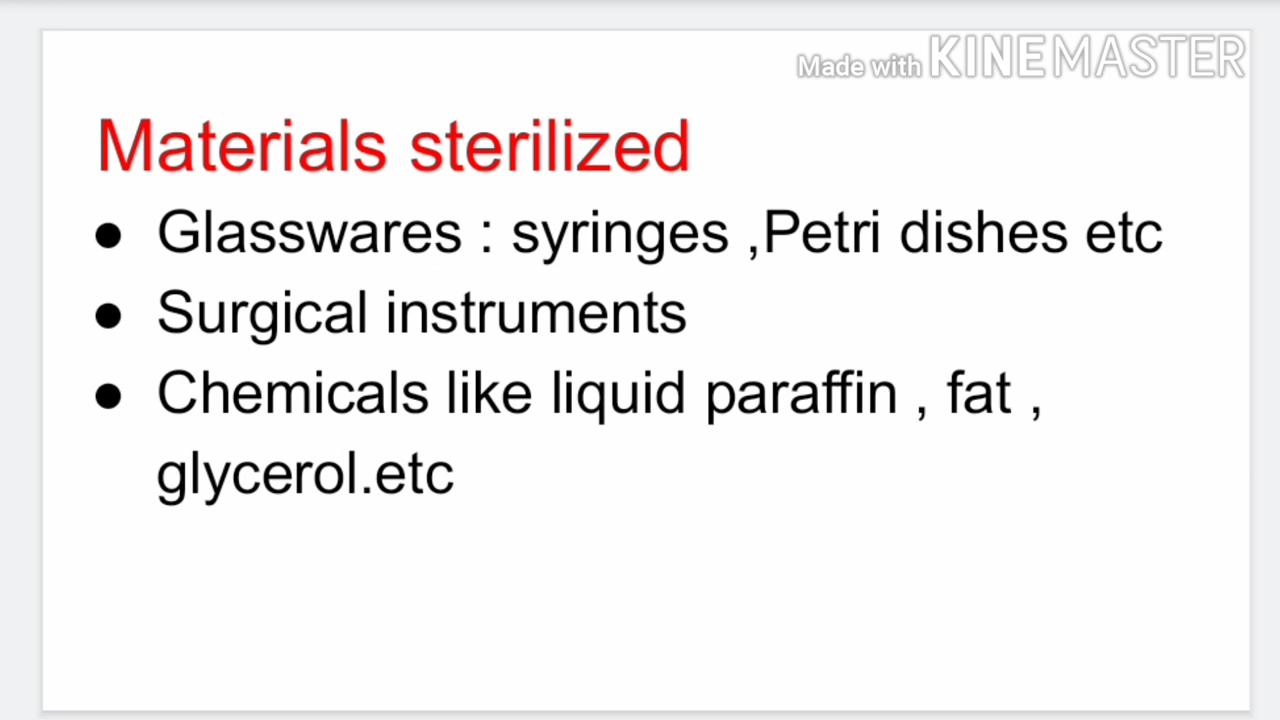 Made with KINEMASTER
Materials sterilized
● Glasswares : syringes ,Petri dishes etc
● Surgical instruments
● Chemicals like liquid paraffin , fat ,
glycerol.etc